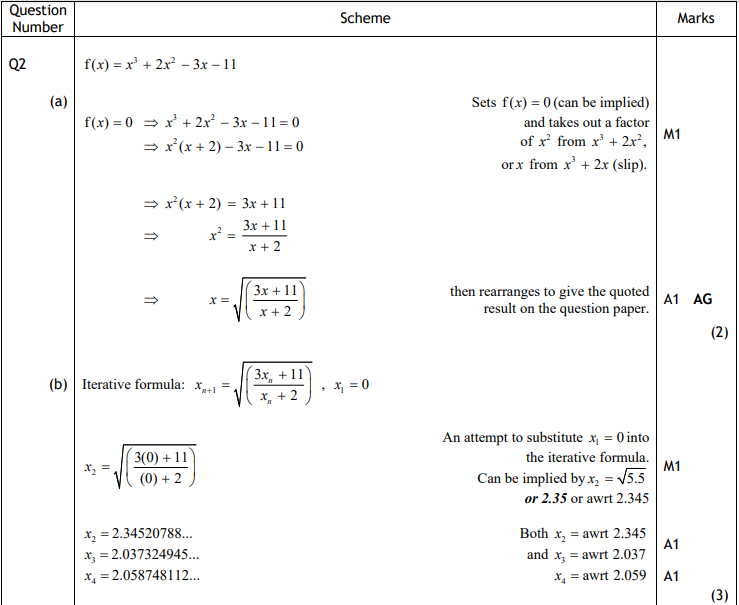 Question Number Scheme Marks
Q2 f(x) = x³ + 2x² − 3x − 11
(a) f(x) = 0 ⇒ x³ + 2x² − 3x − 11 = 0
⇒ x²(x + 2) − 3x − 11 = 0
Sets f(x) = 0 (can be implied)
and takes out a factor
of x² from x³ + 2x²,
or x from x³ + 2x (slip).
M1
⇒ x²(x + 2) = 3x + 11
⇒ x² = (3x + 11)/(x + 2)
⇒ x = √((3x + 11)/(x + 2))
then rearranges to give the quoted
result on the question paper.
A1 AG
(2)
(b) Iterative formula: xₙ₊₁ = √((3xₙ + 11)/(xₙ + 2)) , x₁ = 0
x₂ = √((3(0) + 11)/((0) + 2))
An attempt to substitute x₁ = 0 into
the iterative formula.
Can be implied by x₂ = √5.5
or 2.35 or awrt 2.345
M1
x₂ = 2.34520788... Both x₂ = awrt 2.345
x₃ = 2.037324945... and x₃ = awrt 2.037
A1
x₄ = 2.058748112... x₄ = awrt 2.059 A1
(3)